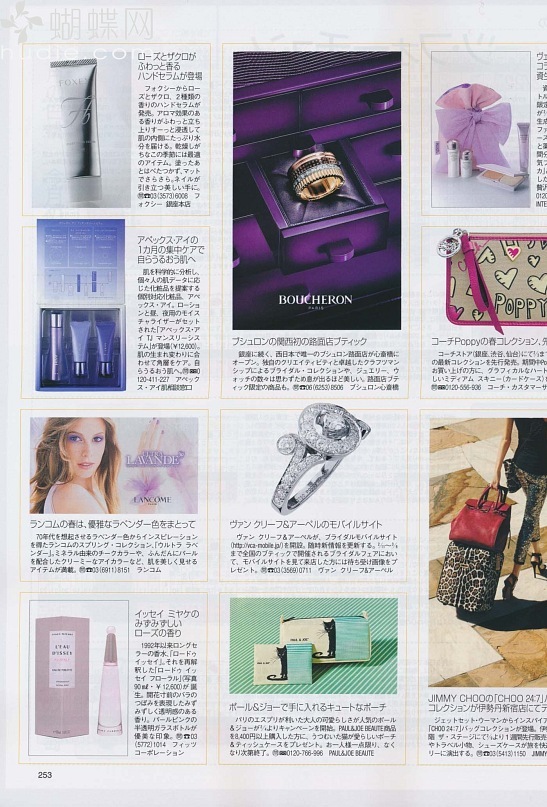 蝴蝶网
hudie.com
FOXEY
ローズとザクロが
ふわっと香る
ハンドセラムが登場
フォクシーからロー
ズとザクロ、2種類の
香りのハンドセラムが
発売。アロマ効果のあ
る香りがふわっと立ち
上りすーっと浸透して
肌の内側にたっぷり水
分を届ける。乾燥しが
ちなこの季節には最適
のアイテム。塗ったあ
とはべたつかず、マット
でさらさら。ネイルが
引き立つ美しい手に。
☎03(3573)6008 フ
ォクシー 銀座本店
アペックス・アイの
1カ月の集中ケアで
自らうるおう肌へ
肌を科学的に分析し、
個々人の肌データに応
じた化粧品を提案する
個別対応化粧品、アペ
ックス・アイ。ローショ
ンと昼、夜用のモイス
チャライザーがセット
された「アペックス・ア
イ TJ マンスリーシス
テム」が登場(¥12,600)。
肌の生まれ変わりに合
わせて角層をケア。自
らうるおう肌へ。
120-411-227 アペック
ス・アイ肌相談窓口
BOUCHERON
PARIS
ブシュロンの関西初の路面店ブティック
銀座に続く、西日本で唯一のブシュロン路面店が心斎橋に
オープン。独自のクリエイティビティと卓越したクラフツマン
シップによるブライダル・コレクションや、ジュエリー、ウ
ォッチの数々は思わずため息が出るほど美しい。路面店ブテ
ィック限定の商品も。☎06(6253)8506 ブシュロン心斎橋
POPPY
コーチPoppyの春コレクション、先
コーチストア(銀座、渋谷、仙台)にて
の最新コレクションを先行発売。期間中Po
お買い上げの方に、グラフィカルなハート
しいミディアム スキニー(カードケース)を
0120-556-936 コーチ・カスタマーサ
LAVANDE
LANCÔME
ランコムの春は、優雅なラベンダー色をまとって
70年代を想起させるラベンダー色からインスピレーション
を得たランコムのスプリング・コレクション、「ウルトラ ラベ
ンダー」。ミネラル由来のチークカラーや、ふんだんにパール
を配合したクリーミーなアイカラーなど、肌を美しく見せる
アイテムが満載。☎03(6911)8151 ランコム
ヴァン クリーフ&アーペルのモバイルサイト
ヴァン クリーフ&アーペルが、ブライダルモバイルサイト
(http://vca-mobile.jp/)を開設。随時新情報を更新する。
まで全国のブティックで開催されるブライダルフェアにおい
て、モバイルサイトを見て来店した方には待ち受け画像をプ
レゼント。☎03(3569)0711 ヴァン クリーフ&アーペル
L'EAU
D'ISSEY
イッセイ ミヤケの
みずみずしい
ローズの香り
1992年以来ロングセ
ラーの香水、「ロードゥ
イッセイ」。それを再解
釈した「ロードゥ イッ
セイ フローラル」(写真
90㎖・¥12,600)が誕
生。開花寸前のバラの
つぼみを表現したみず
みずしく透明感のある
香り。パールピンクの
半透明ガラスボトルが
優美な印象。☎03
(5772)1014 フィッツ
コーポレーション
PAUL & JOE
ポール&ジョーで手に入れるキュートなポーチ
パリのエスプリが利いた大人の可愛らしさが人気のポール
&ジョーが よりキャンペーンを開始。PAUL&JOE BEAUTE商品
を8,400円以上購入した方に、うつむいた猫が愛らしいポーチ
&ティッシュケースをプレゼント。お一人様一点限り、なく
なり次第終了。0120-766-996 PAUL&JOE BEAUTE
JIMMY CHOOの「CHOO 24:7」
コレクションが伊勢丹新宿店にて
ジェットセット・ウーマンからインスパイア
「CHOO 24:7」バッグコレクションが登場。伊勢
階 ザ・ステージにて より1週間先行販売
やトラベル小物、シューズケースが旅を快
リーに演出する。☎03(5413)1150 JIMMY
253